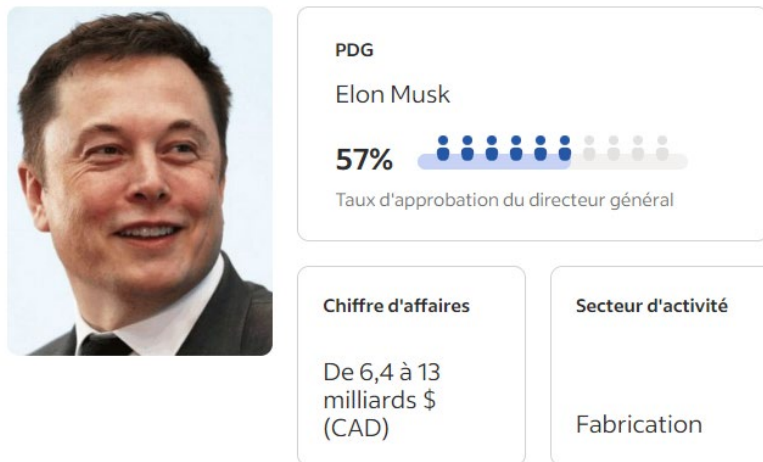 PDG
Elon Musk
57%
Taux d'approbation du directeur général
Chiffre d'affaires
De 6,4 à 13
milliards $
(CAD)
Secteur d'activité
Fabrication